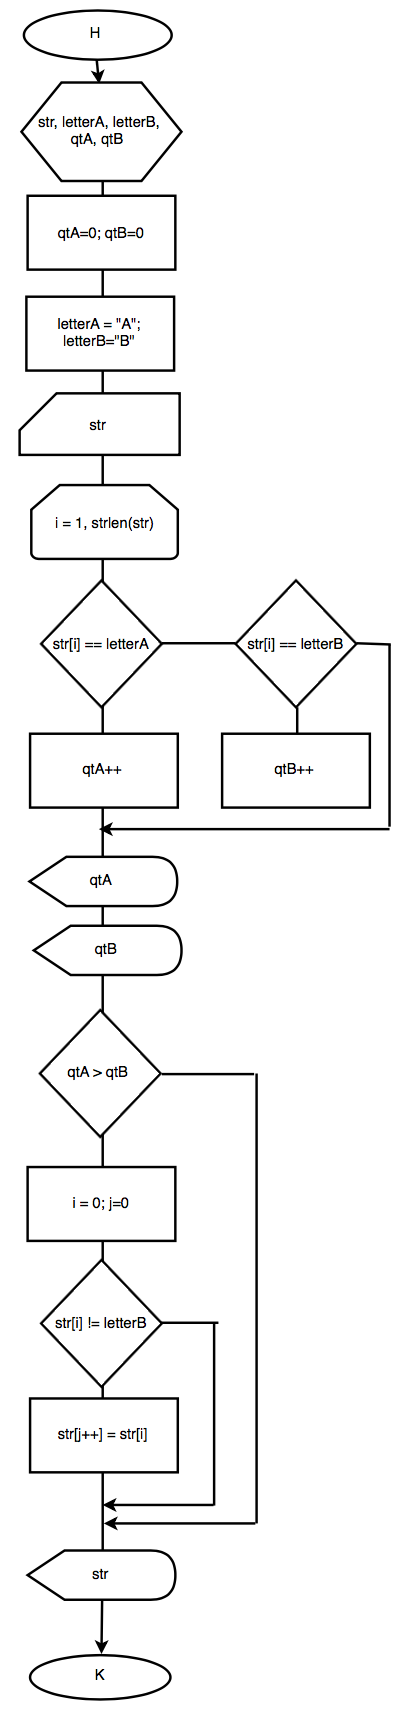 H
str, letterA, letterB,
qtA, qtB
qtA=0; qtB=0
letterA = "A";
letterB="B"
str
i = 1, strlen(str)
str[i] == letterA
str[i] == letterB
qtA++
qtB++
qtA
qtB
qtA > qtB
i = 0; j=0
str[i] != letterB
str[j++] = str[i]
str
K